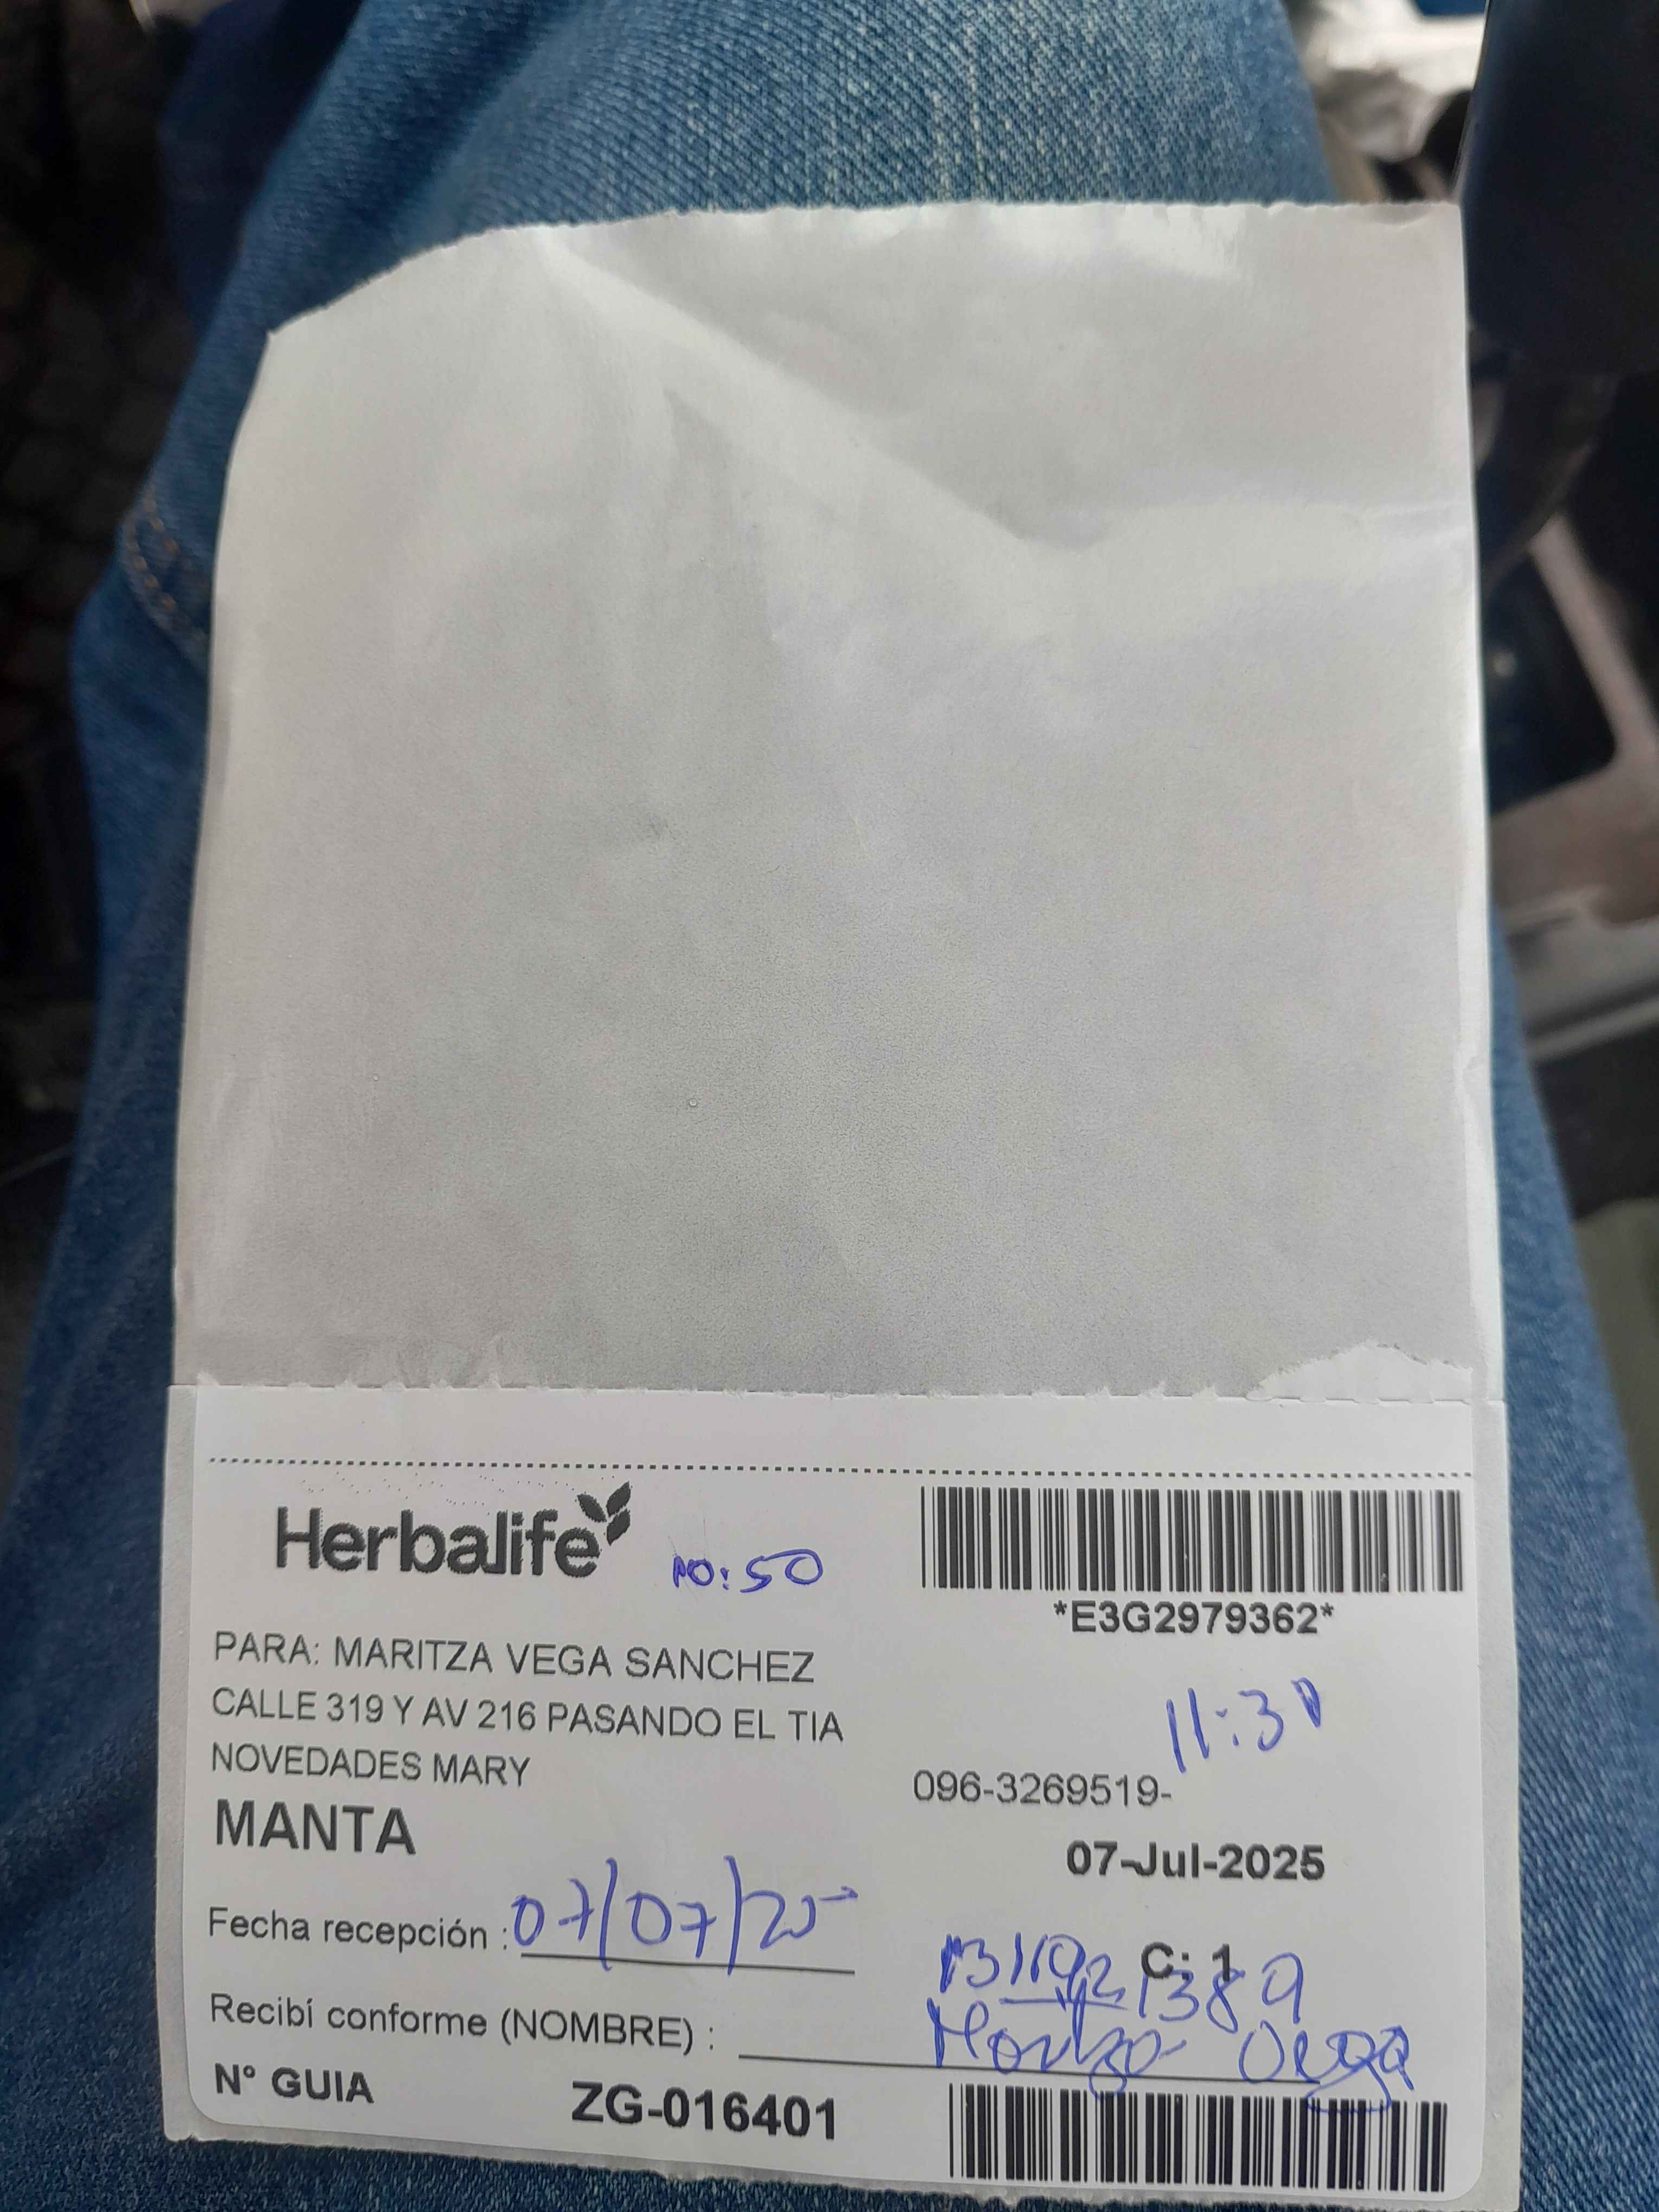 Herbalife
10:50
*E3G2979362*
PARA: MARITZA VEGA SANCHEZ
CALLE 319 Y AV 216 PASANDO EL TIA
NOVEDADES MARY
11:30
096-3269519-
MANTA
07-Jul-2025
Fecha recepción : 07/07/25
C: 1
Recibí conforme (NOMBRE) : Vega
N° GUIA ZG-016401